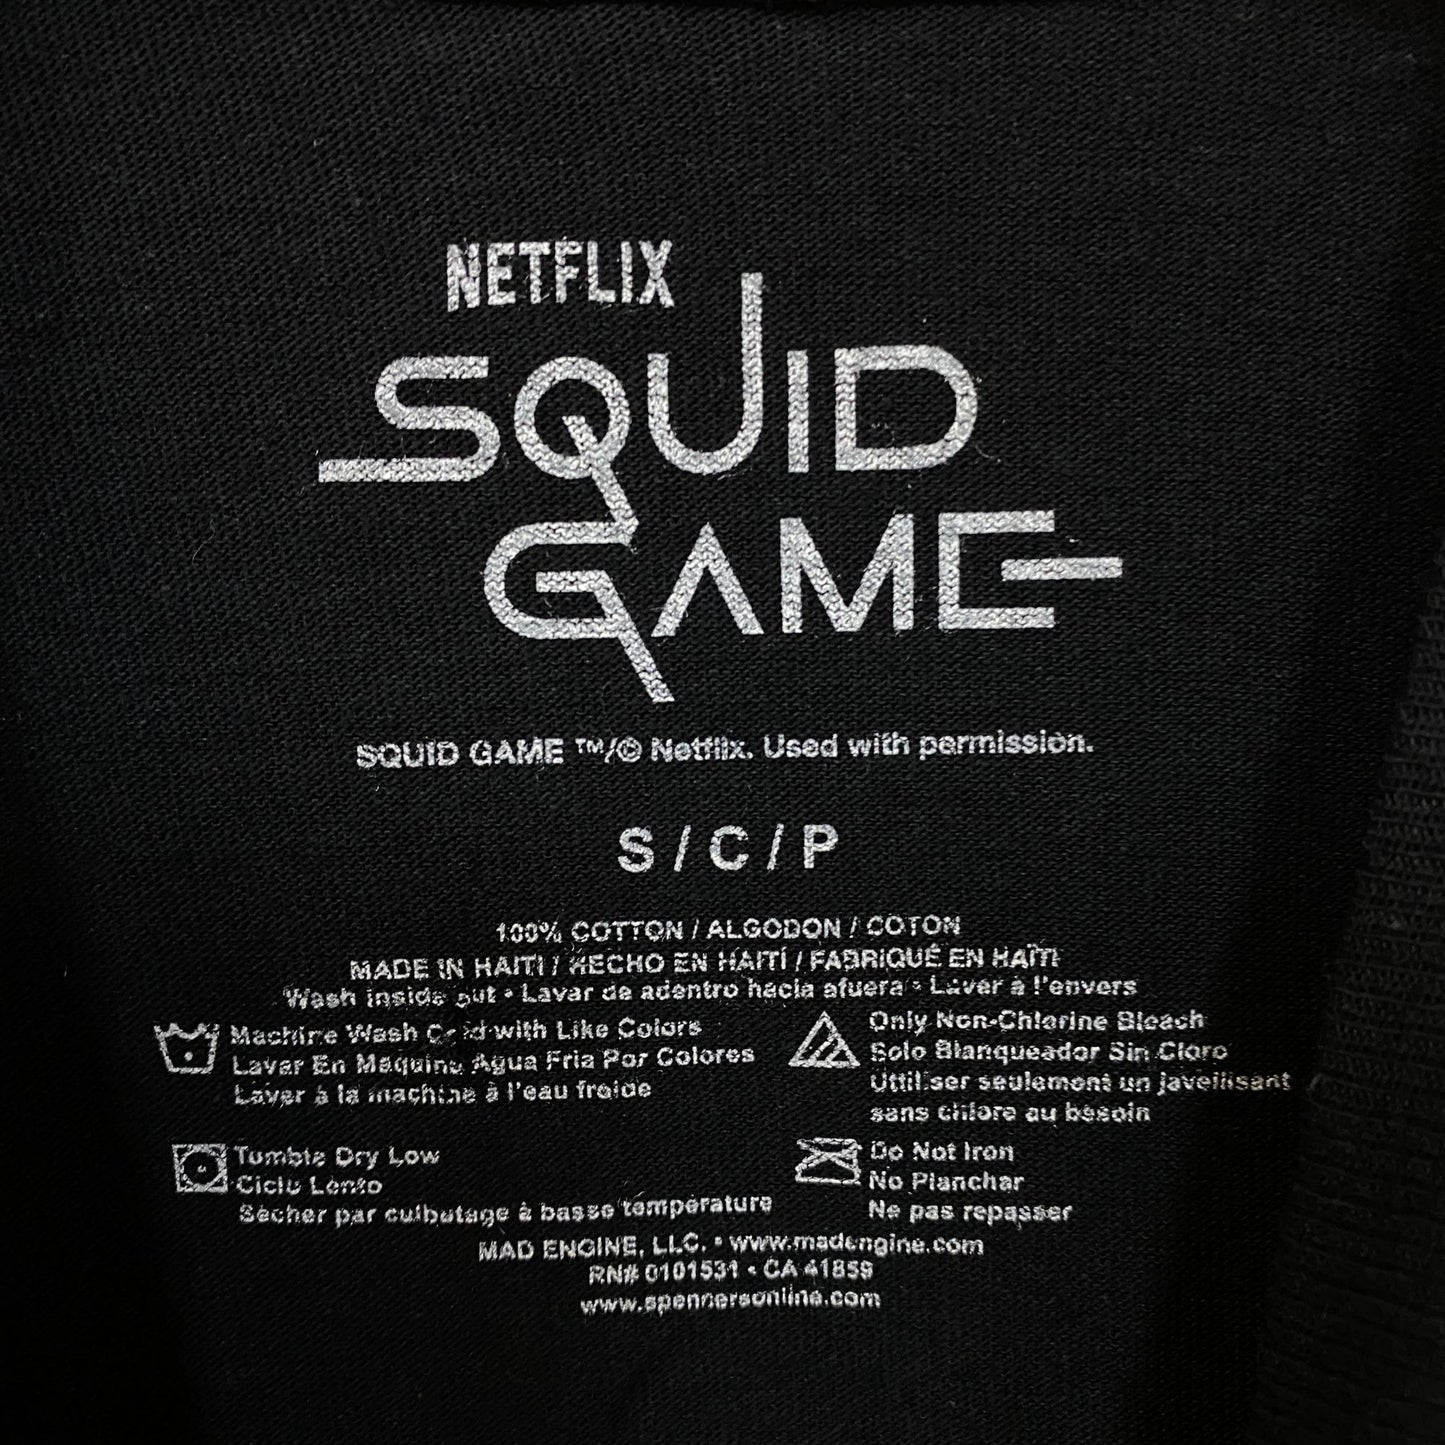 NETFLIX
SQUID
GAME
SQUID GAME ™/© Netflix. Used with permission.
S / C / P
100% COTTON / ALGODON / COTON
MADE IN HAITI / HECHO EN HAITÍ / FABRIQUÉ EN HAÏTI
Wash inside out • Lavar de adentro hacia afuera • Laver à l'envers
Machine Wash Cold with Like Colors
Lavar En Maquina Agua Fria Por Colores
Laver à la machine à l'eau froide
Only Non-Chlorine Bleach
Solo Blanqueador Sin Cloro
Uttiliser seulement un javellisant
sans chlore au besoin
Tumble Dry Low
Ciclo Lento
Sècher par culbutage à basse température
Do Not Iron
No Planchar
Ne pas repasser
MAD ENGINE, LLC. • www.madengine.com
RN# 0101531 • CA 41859
www.spencersonline.com